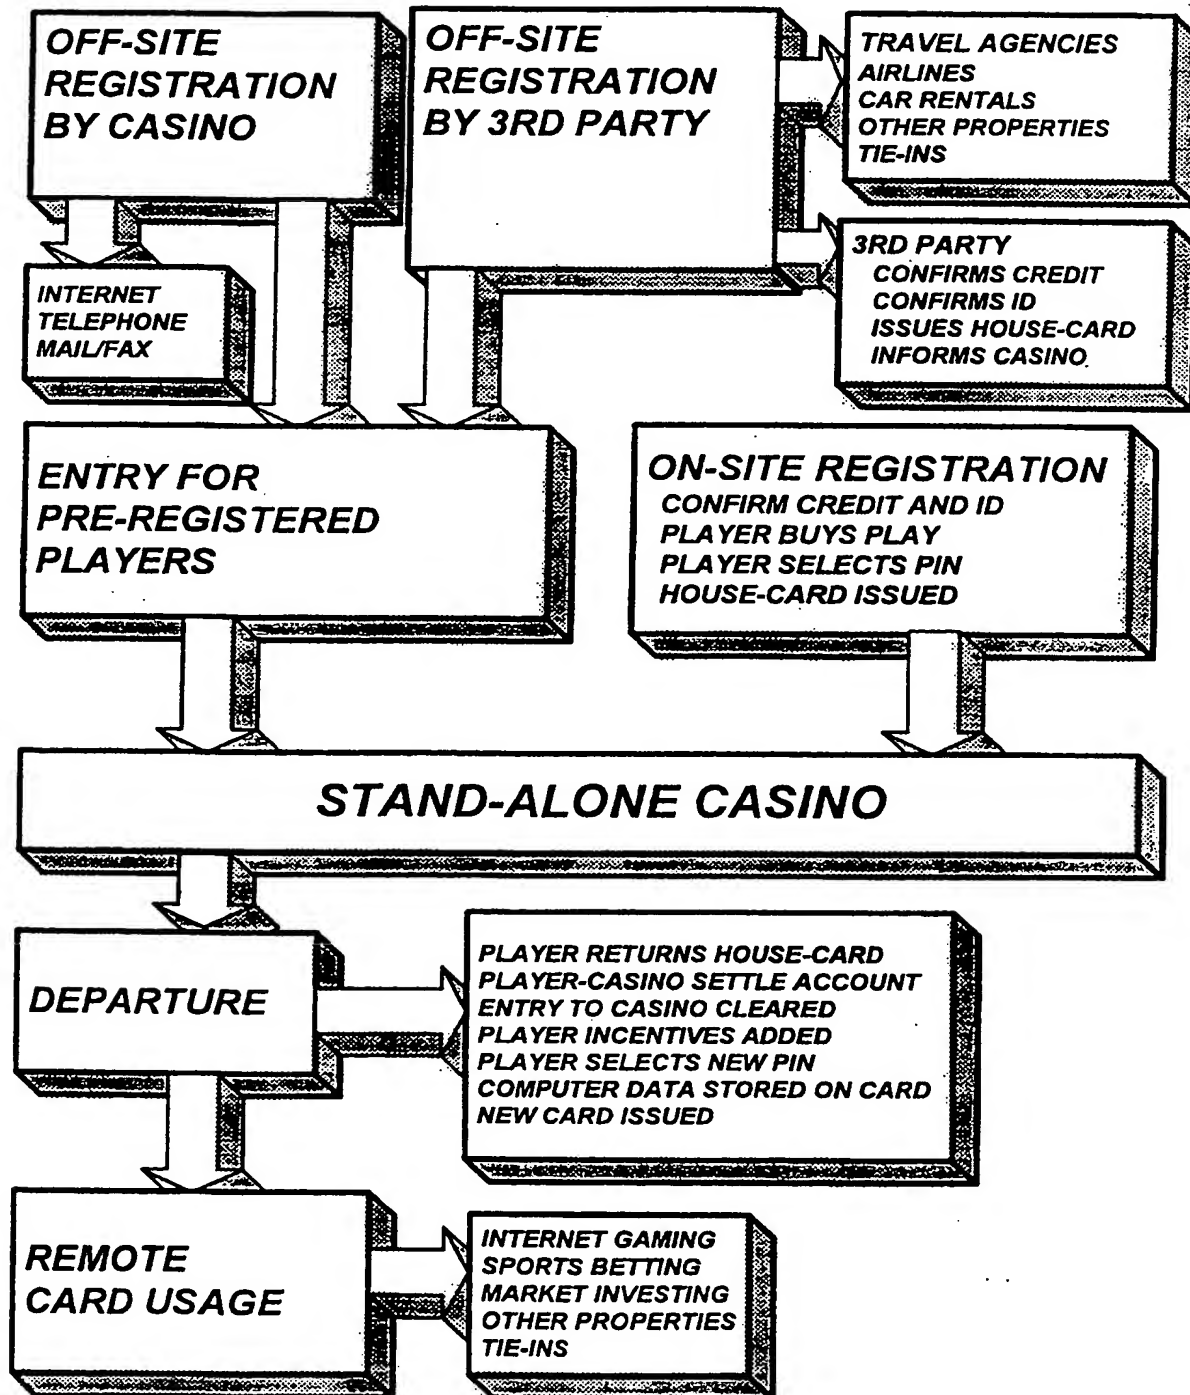 OFF-SITE
REGISTRATION
BY CASINO
OFF-SITE
REGISTRATION
BY 3RD PARTY
TRAVEL AGENCIES
AIRLINES
CAR RENTALS
OTHER PROPERTIES
TIE-INS
3RD PARTY
CONFIRMS CREDIT
CONFIRMS ID
ISSUES HOUSE-CARD
INFORMS CASINO
INTERNET
TELEPHONE
MAIL/FAX
ENTRY FOR
PRE-REGISTERED
PLAYERS
ON-SITE REGISTRATION
CONFIRM CREDIT AND ID
PLAYER BUYS PLAY
PLAYER SELECTS PIN
HOUSE-CARD ISSUED
STAND-ALONE CASINO
DEPARTURE
PLAYER RETURNS HOUSE-CARD
PLAYER-CASINO SETTLE ACCOUNT
ENTRY TO CASINO CLEARED
PLAYER INCENTIVES ADDED
PLAYER SELECTS NEW PIN
COMPUTER DATA STORED ON CARD
NEW CARD ISSUED
REMOTE
CARD USAGE
INTERNET GAMING
SPORTS BETTING
MARKET INVESTING
OTHER PROPERTIES
TIE-INS